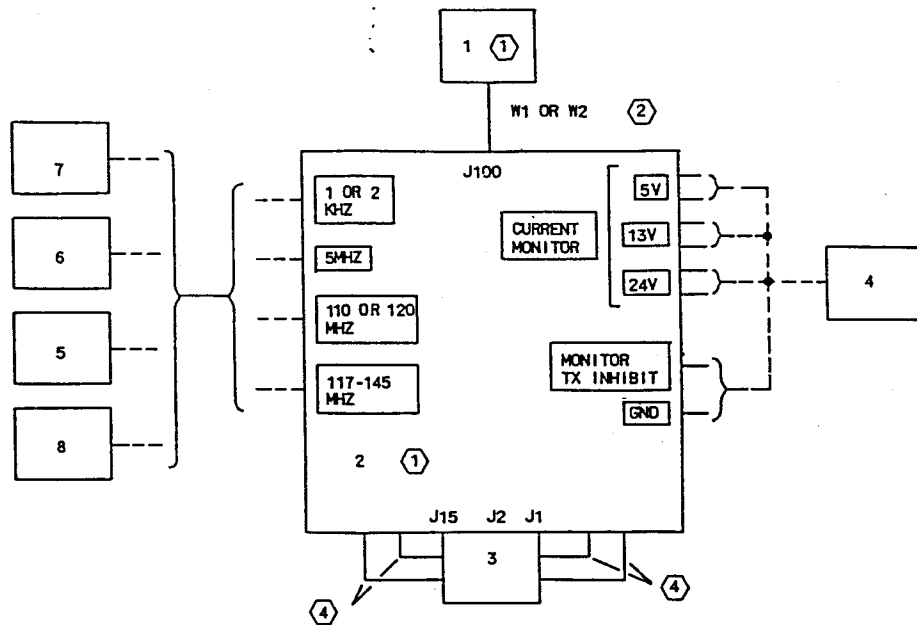 1 1
W1 OR W2 2
J100
7
6
5
8
1 OR 2
KHZ
5MHZ
110 OR 120
MHZ
117-145
MHZ
CURRENT
MONITOR
5V
13V
24V
4
MONITOR
TX INHIBIT
GND
2 1
J15 J2 J1
3
4
4